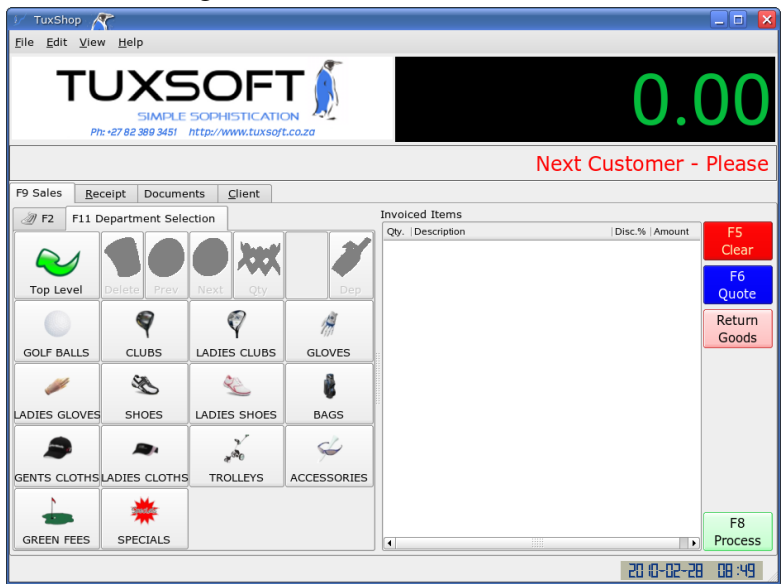 TuxShop
File Edit View Help
TUXSOFT
SIMPLE SOPHISTICATION
Ph: +27 82 389 3451 http://www.tuxsoft.co.za
0.00
Next Customer - Please
F9 Sales Receipt Documents Client
F2 F11 Department Selection
Top Level Delete Prev Next Qty Dep
GOLF BALLS CLUBS LADIES CLUBS GLOVES
LADIES GLOVES SHOES LADIES SHOES BAGS
GENTS CLOTHS LADIES CLOTHS TROLLEYS ACCESSORIES
GREEN FEES SPECIALS
Invoiced Items
Qty. Description Disc.% Amount
F5
Clear
F6
Quote
Return
Goods
F8
Process
2010-02-28 08:49